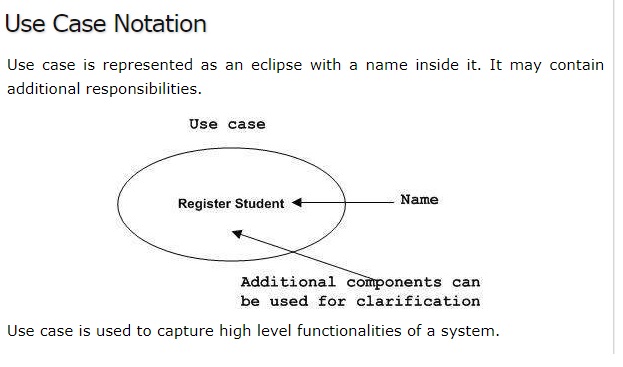 Use Case Notation
Use case is represented as an eclipse with a name inside it. It may contain
additional responsibilities.
Use case
Register Student
Name
Additional components can
be used for clarification
Use case is used to capture high level functionalities of a system.